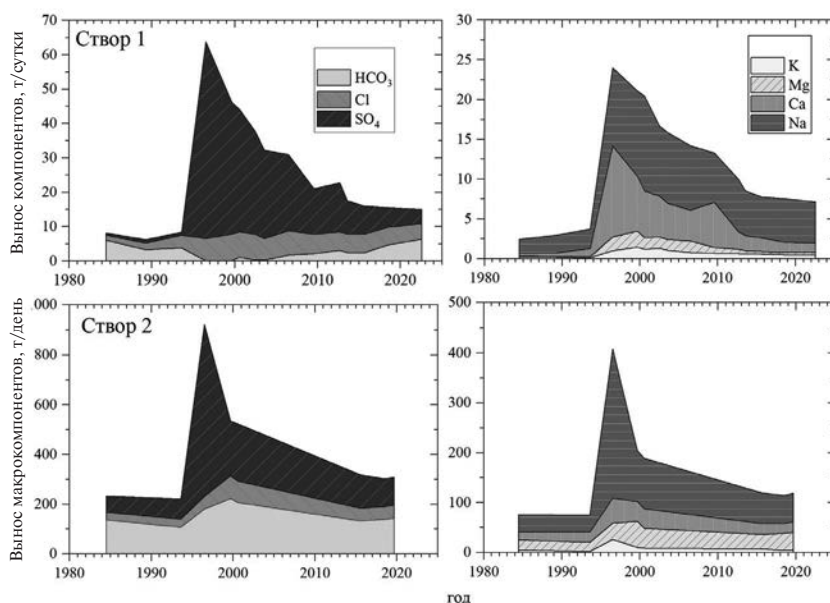 Вынос компонентов, т/сутки
Створ 1
70
60
50
40
30
20
10
0
HCO₃
Cl
SO₄
1980 1990 2000 2010 2020
30
25
20
15
10
5
0
K
Mg
Ca
Na
1980 1990 2000 2010 2020
Вынос макрокомпонентов, т/день
Створ 2
000
800
600
400
200
0
1980 1990 2000 2010 2020
500
400
300
200
100
0
1980 1990 2000 2010 2020
год